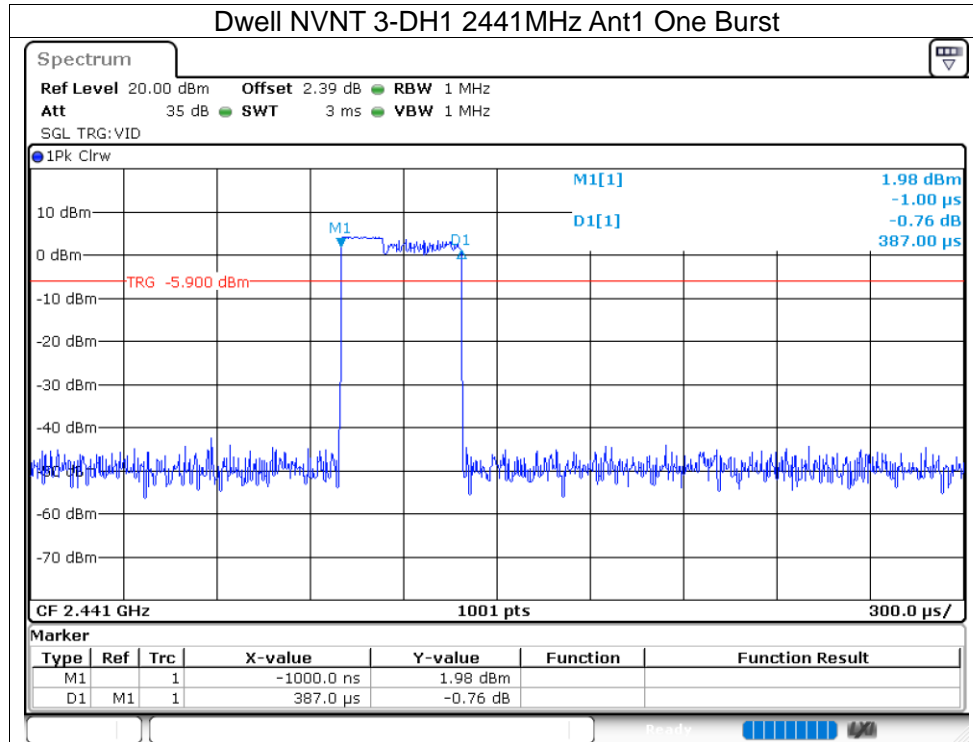 Dwell NVNT 3-DH1 2441MHz Ant1 One Burst
Spectrum
Ref Level 20.00 dBm Offset 2.39 dB RBW 1 MHz
Att 35 dB SWT 3 ms VBW 1 MHz
SGL TRG:VID
1Pk Clrw
M1[1] 1.98 dBm
-1.00 µs
10 dBm
D1[1] -0.76 dB
387.00 µs
M1
D1
0 dBm
TRG -5.900 dBm
-10 dBm
-20 dBm
-30 dBm
-40 dBm
-50 dBm
-60 dBm
-70 dBm
CF 2.441 GHz 1001 pts 300.0 µs/
Marker
Type Ref Trc X-value Y-value Function Function Result
M1 1 -1000.0 ns 1.98 dBm
D1 M1 1 387.0 µs -0.76 dB
Ready LXI